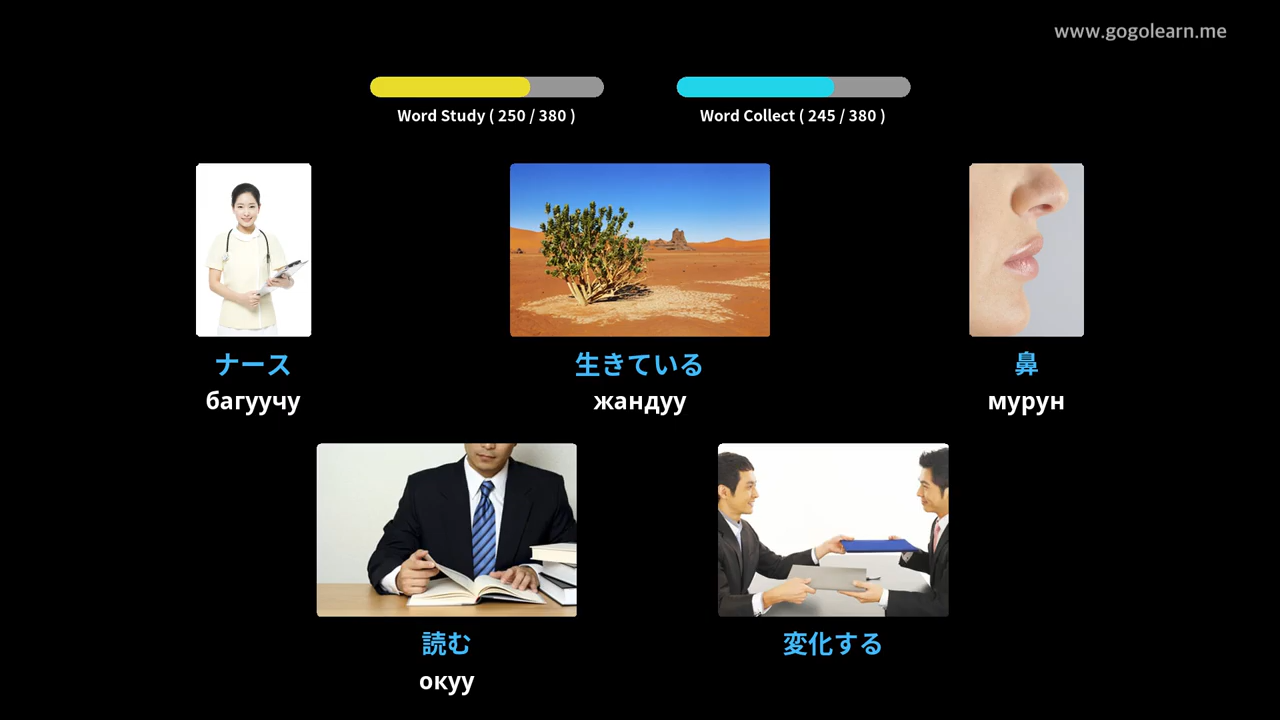 www.gogolearn.me
Word Study ( 250 / 380 )
Word Collect ( 245 / 380 )
ナース
багуучу
生きている
жандуу
鼻
мурун
読む
окуу
変化する